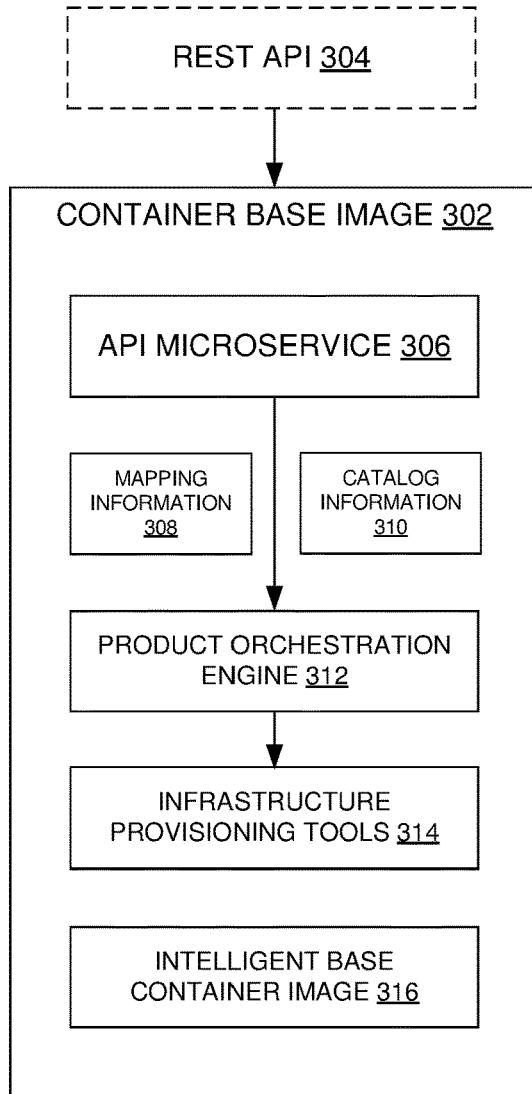 REST API 304
CONTAINER BASE IMAGE 302
API MICROSERVICE 306
MAPPING
INFORMATION
308
CATALOG
INFORMATION
310
PRODUCT ORCHESTRATION
ENGINE 312
INFRASTRUCTURE
PROVISIONING TOOLS 314
INTELLIGENT BASE
CONTAINER IMAGE 316